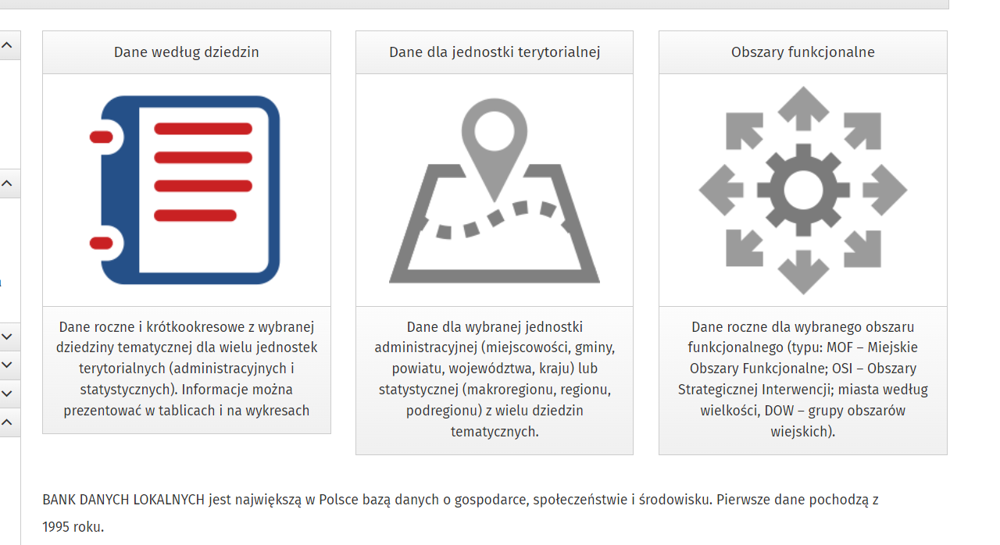 Dane według dziedzin
Dane roczne i krótkookresowe z wybranej
dziedziny tematycznej dla wielu jednostek
terytorialnych (administracyjnych i
statystycznych). Informacje można
prezentować w tablicach i na wykresach
Dane dla jednostki terytorialnej
Dane dla wybranej jednostki
administracyjnej (miejscowości, gminy,
powiatu, województwa, kraju) lub
statystycznej (makroregionu, regionu,
podregionu) z wielu dziedzin
tematycznych.
Obszary funkcjonalne
Dane roczne dla wybranego obszaru
funkcjonalnego (typu: MOF – Miejskie
Obszary Funkcjonalne; OSI – Obszary
Strategicznej Interwencji; miasta według
wielkości, DOW – grupy obszarów
wiejskich).
BANK DANYCH LOKALNYCH jest największą w Polsce bazą danych o gospodarce, społeczeństwie i środowisku. Pierwsze dane pochodzą z
1995 roku.